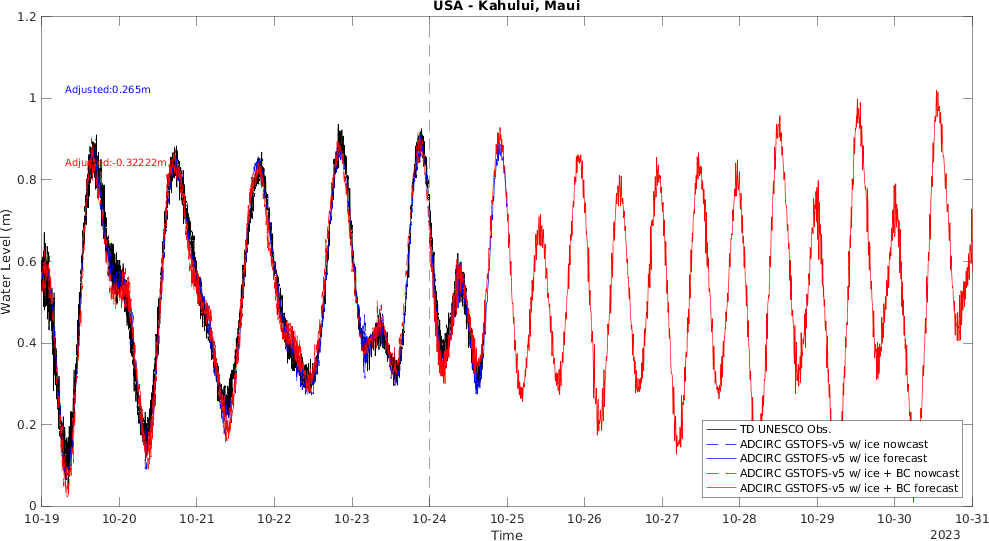 USA - Kahului, Maui
1.2
1
0.8
0.6
0.4
0.2
0
Water Level (m)
Adjusted:0.265m
Adjusted:-0.32222m
TD UNESCO Obs.
ADCIRC GSTOFS-v5 w/ ice nowcast
ADCIRC GSTOFS-v5 w/ ice forecast
ADCIRC GSTOFS-v5 w/ ice + BC nowcast
ADCIRC GSTOFS-v5 w/ ice + BC forecast
10-19 10-20 10-21 10-22 10-23 10-24 10-25 10-26 10-27 10-28 10-29 10-30 10-31
Time
2023